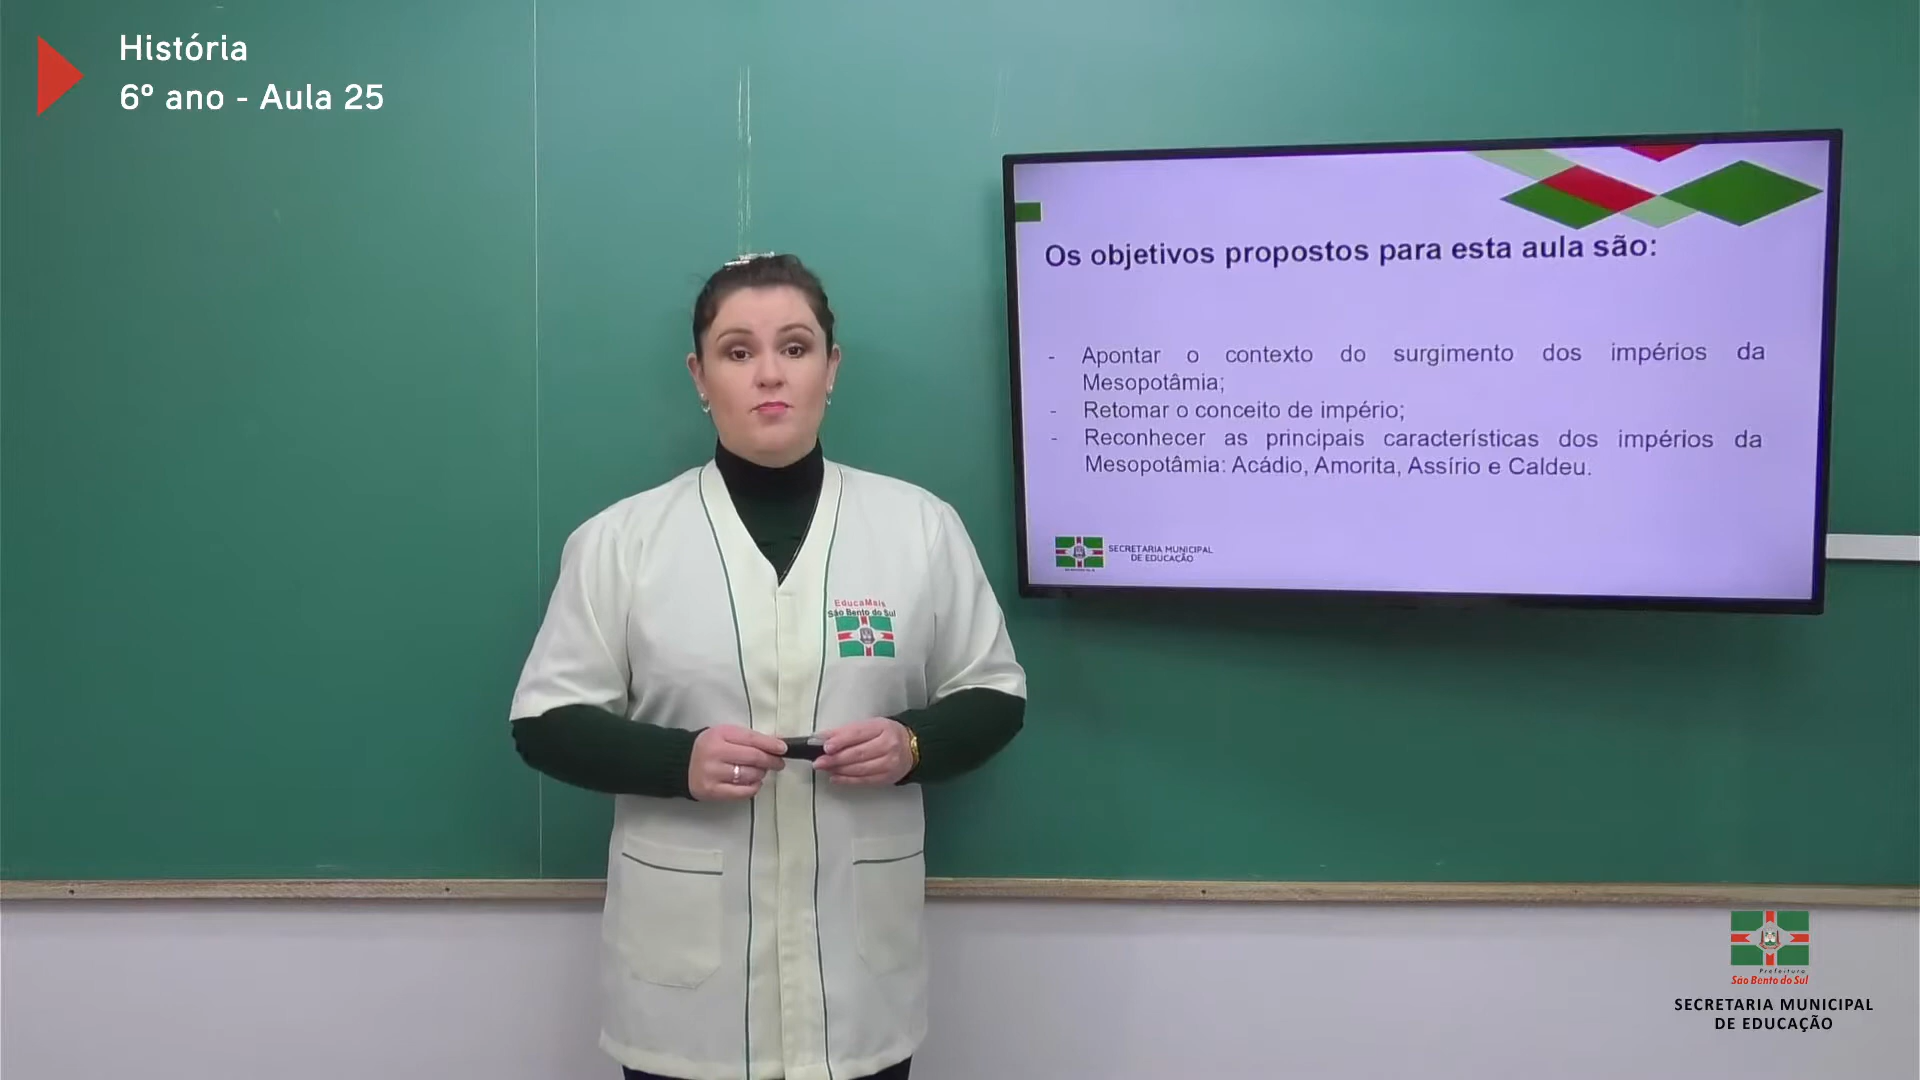 História
6º ano - Aula 25
Os objetivos propostos para esta aula são:
- Apontar o contexto do surgimento dos impérios da
Mesopotâmia;
- Retomar o conceito de império;
- Reconhecer as principais características dos impérios da
Mesopotâmia: Acádio, Amorita, Assírio e Caldeu.
SECRETARIA MUNICIPAL
DE EDUCAÇÃO
EducaMais
São Bento do Sul
Prefeitura
São Bento do Sul
SECRETARIA MUNICIPAL
DE EDUCAÇÃO